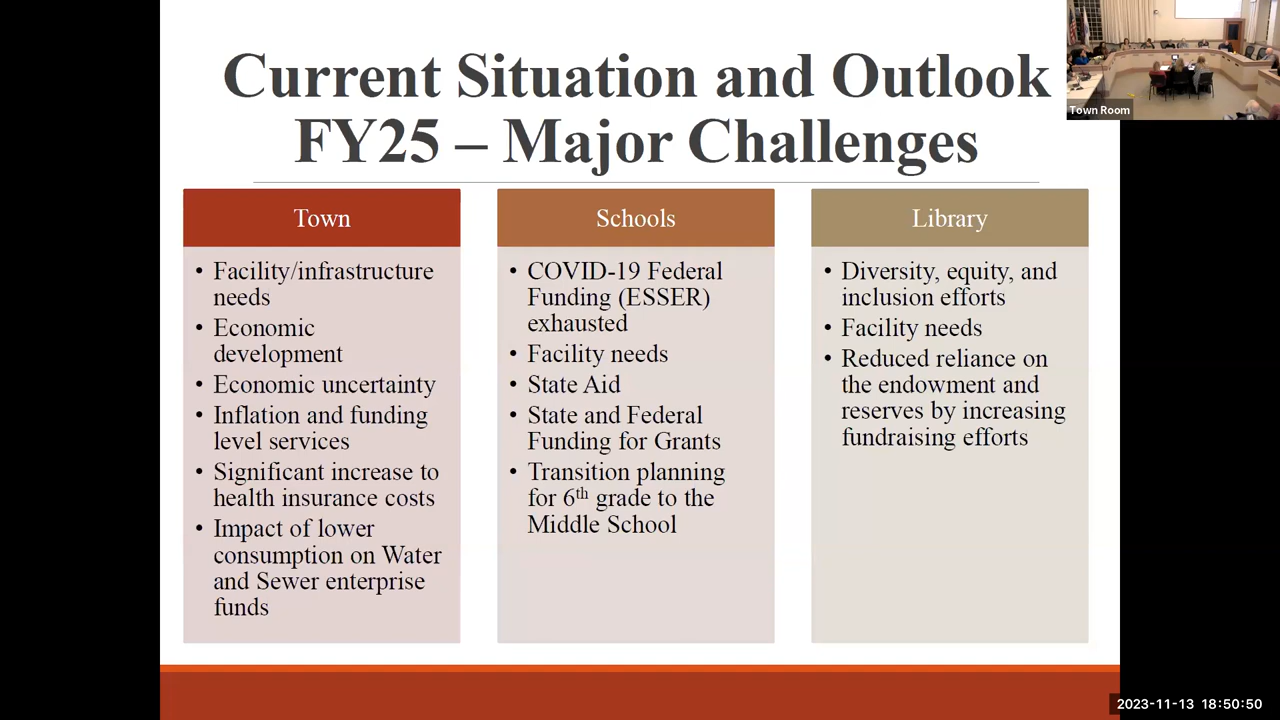 Current Situation and Outlook
FY25 – Major Challenges
Town Room
Town
• Facility/infrastructure
needs
• Economic
development
• Economic uncertainty
• Inflation and funding
level services
• Significant increase to
health insurance costs
• Impact of lower
consumption on Water
and Sewer enterprise
funds
Schools
• COVID-19 Federal
Funding (ESSER)
exhausted
• Facility needs
• State Aid
• State and Federal
Funding for Grants
• Transition planning
for 6th grade to the
Middle School
Library
• Diversity, equity, and
inclusion efforts
• Facility needs
• Reduced reliance on
the endowment and
reserves by increasing
fundraising efforts
2023-11-13 18:50:50